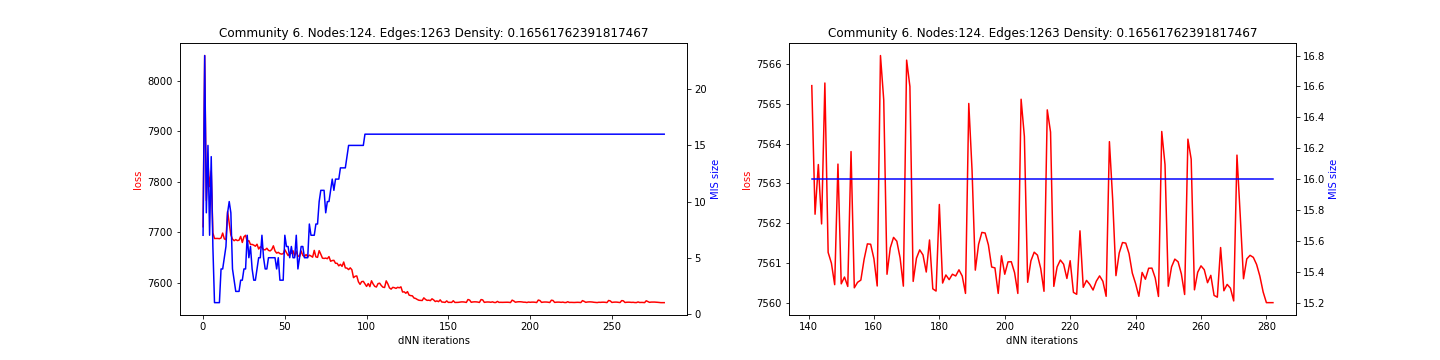 Community 6. Nodes:124. Edges:1263 Density: 0.16561762391817467
8000
7900
7800
7700
7600
loss
20
15
10
5
0
MIS size
0 50 100 150 200 250
dNN iterations
Community 6. Nodes:124. Edges:1263 Density: 0.16561762391817467
7566
7565
7564
7563
7562
7561
7560
loss
16.8
16.6
16.4
16.2
16.0
15.8
15.6
15.4
15.2
MIS size
140 160 180 200 220 240 260 280
dNN iterations